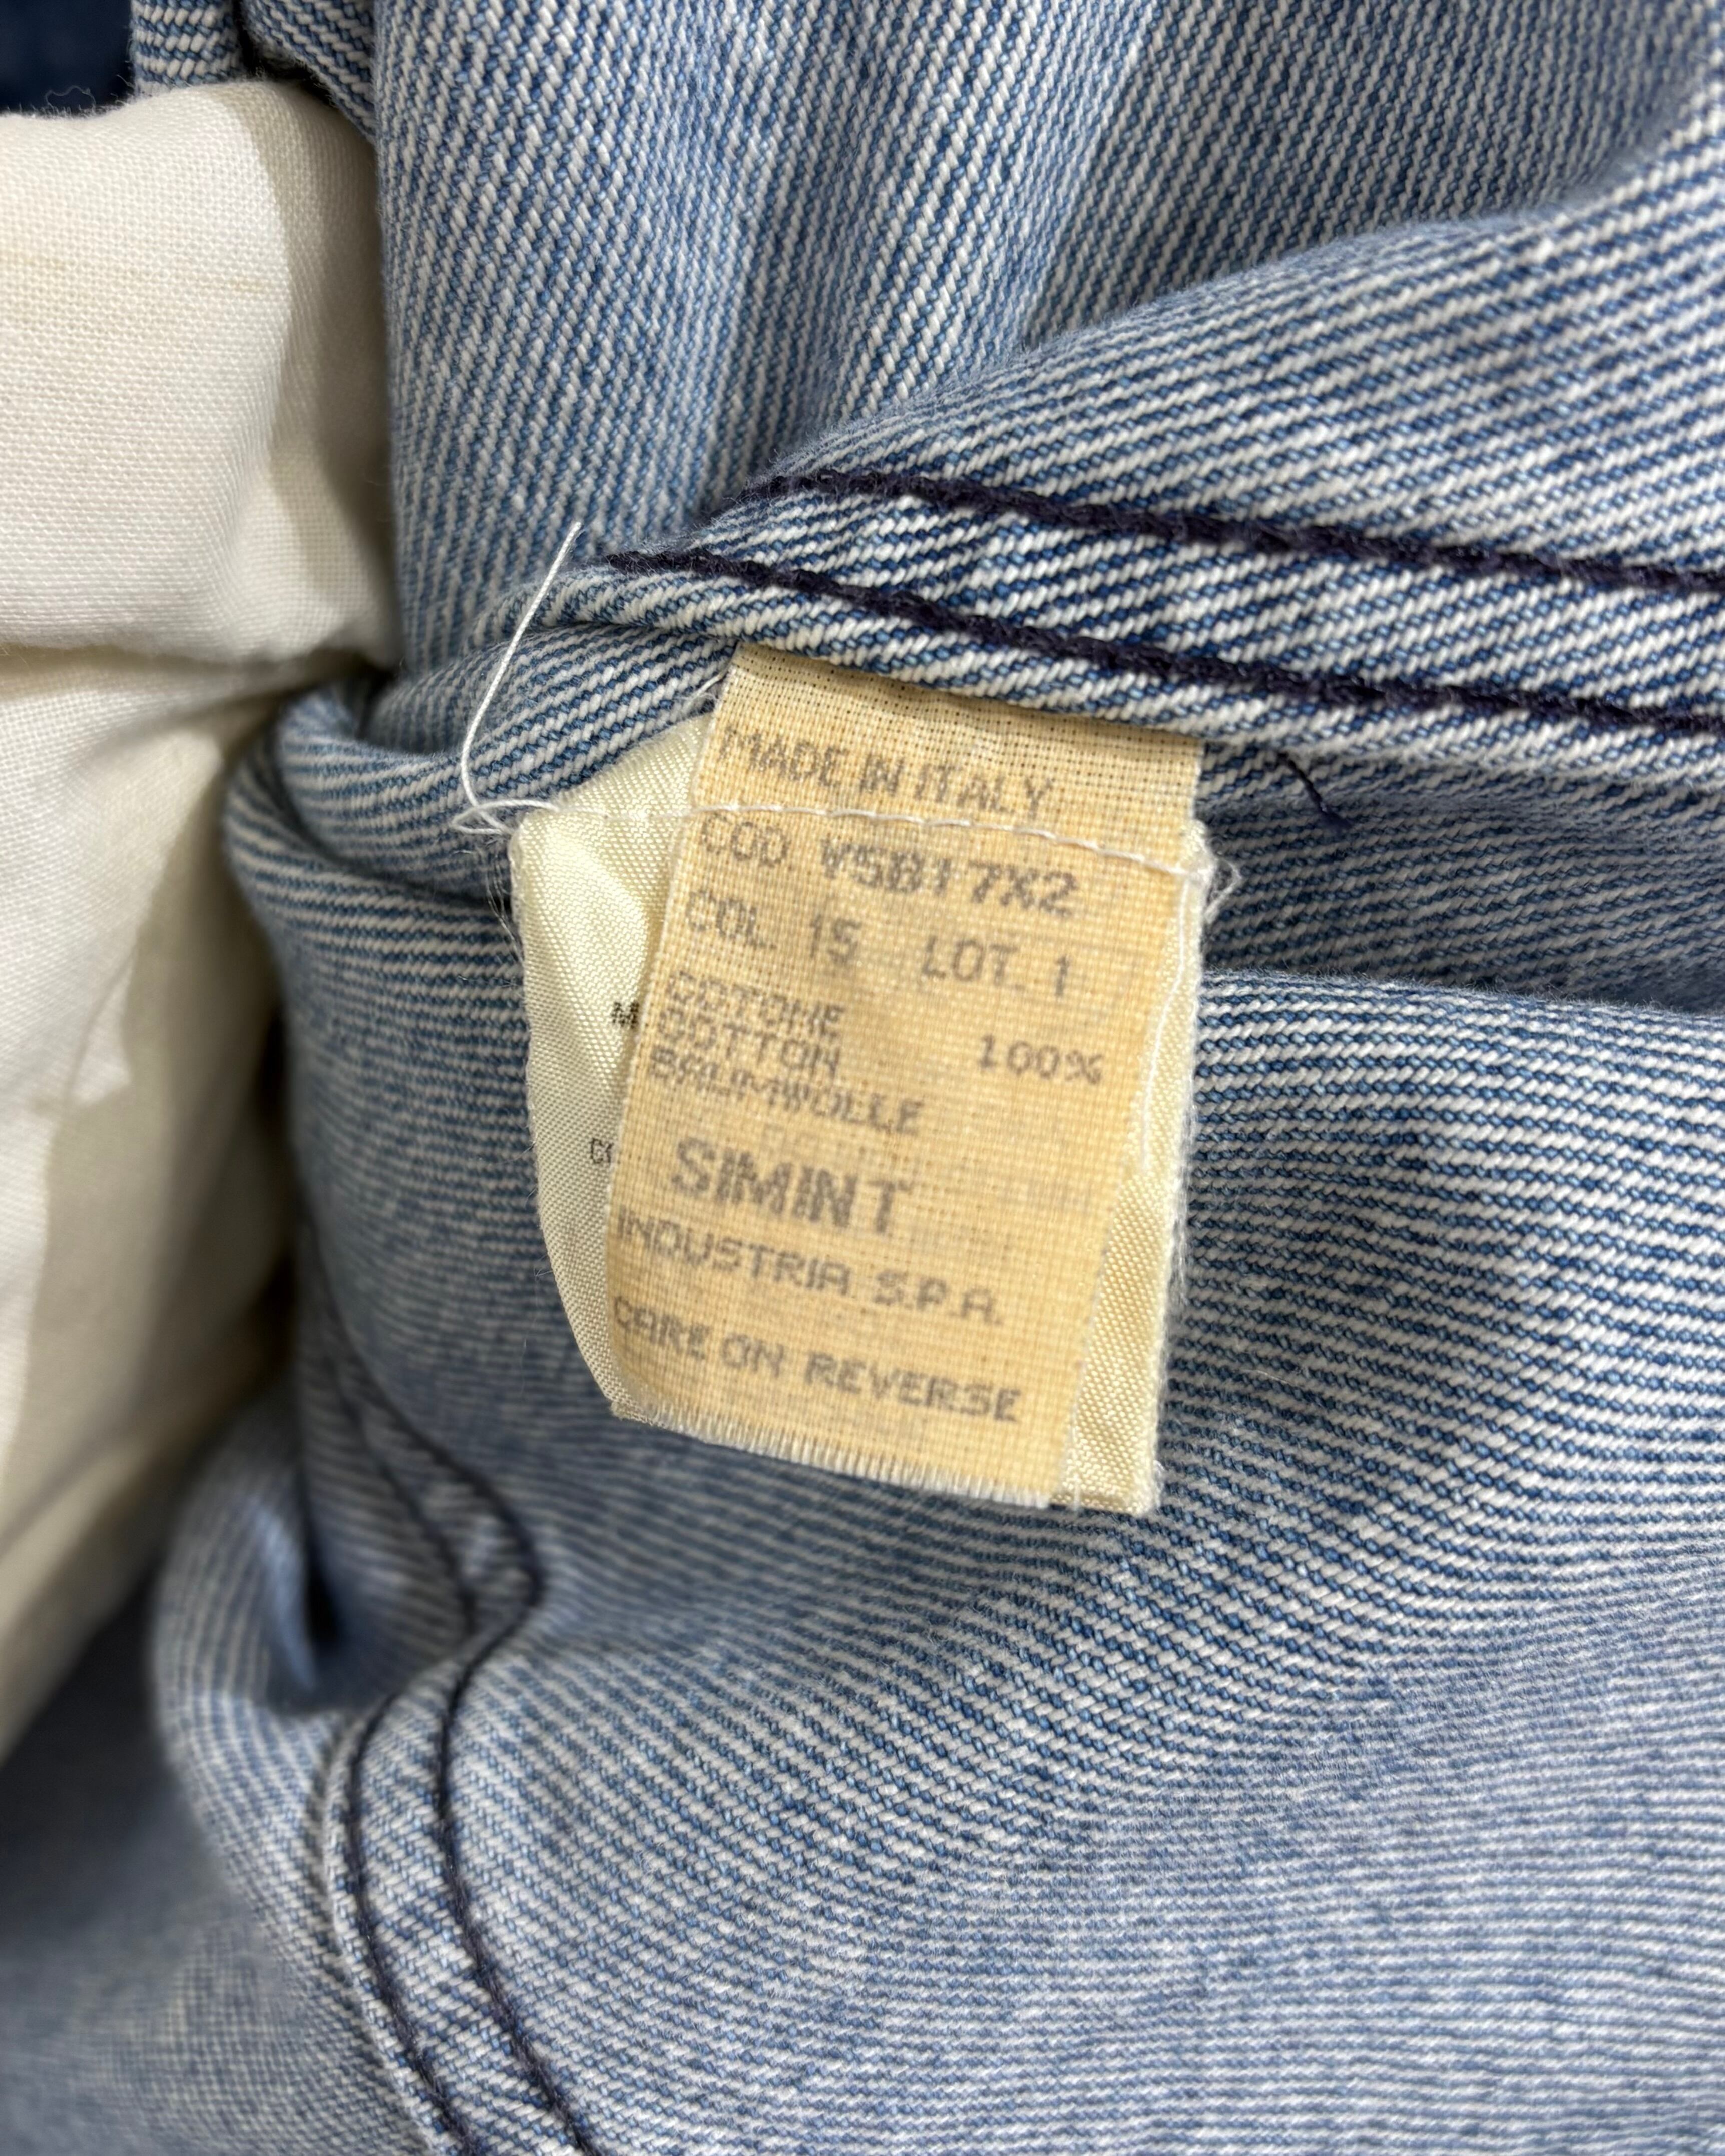 MADE IN ITALY
COD. V5B17X2
COL. 15 LOT. 1
COTONE
COTTON 100%
BAUMWOLLE
SIMINT
INDUSTRIA S.P.A.
CARE ON REVERSE